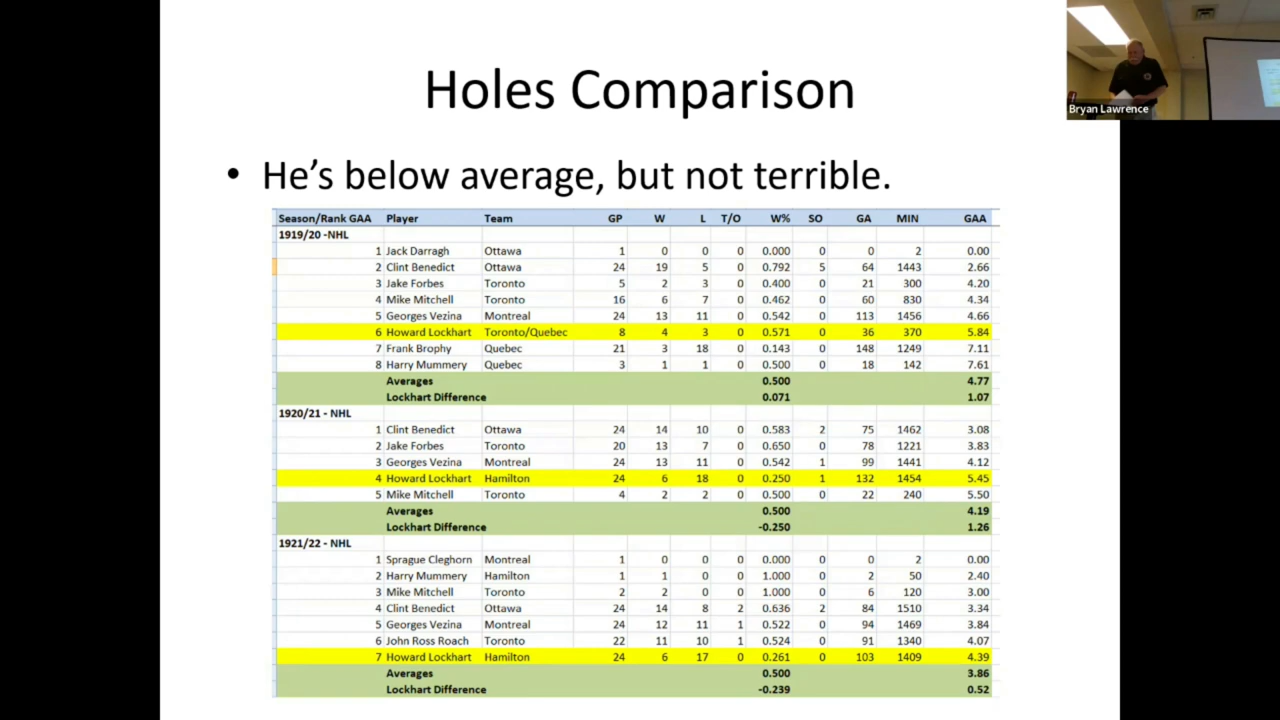 Holes Comparison
Bryan Lawrence
• He's below average, but not terrible.
Season/Rank GAA Player Team GP W L T/O W% SO GA MIN GAA
1919/20 -NHL
1 Jack Darragh Ottawa 1 0 0 0 0.000 0 0 2 0.00
2 Clint Benedict Ottawa 24 19 5 0 0.792 5 64 1443 2.66
3 Jake Forbes Toronto 5 2 3 0 0.400 0 21 300 4.20
4 Mike Mitchell Toronto 16 6 7 0 0.462 0 60 830 4.34
5 Georges Vezina Montreal 24 13 11 0 0.542 0 113 1456 4.66
6 Howard Lockhart Toronto/Quebec 8 4 3 0 0.571 0 36 370 5.84
7 Frank Brophy Quebec 21 3 18 0 0.143 0 148 1249 7.11
8 Harry Mummery Quebec 3 1 1 0 0.500 0 18 142 7.61
Averages 0.500 4.77
Lockhart Difference 0.071 1.07
1920/21 - NHL
1 Clint Benedict Ottawa 24 14 10 0 0.583 2 75 1462 3.08
2 Jake Forbes Toronto 20 13 7 0 0.650 0 78 1221 3.83
3 Georges Vezina Montreal 24 13 11 0 0.542 1 99 1441 4.12
4 Howard Lockhart Hamilton 24 6 18 0 0.250 1 132 1454 5.45
5 Mike Mitchell Toronto 4 2 2 0 0.500 0 22 240 5.50
Averages 0.500 4.19
Lockhart Difference -0.250 1.26
1921/22 - NHL
1 Sprague Cleghorn Montreal 1 0 0 0 0.000 0 0 2 0.00
2 Harry Mummery Hamilton 1 1 0 0 1.000 0 2 50 2.40
3 Mike Mitchell Toronto 2 2 0 0 1.000 0 6 120 3.00
4 Clint Benedict Ottawa 24 14 8 2 0.636 2 84 1510 3.34
5 Georges Vezina Montreal 24 12 11 1 0.522 0 94 1469 3.84
6 John Ross Roach Toronto 22 11 10 1 0.524 0 91 1340 4.07
7 Howard Lockhart Hamilton 24 6 17 0 0.261 0 103 1409 4.39
Averages 0.500 3.86
Lockhart Difference -0.239 0.52